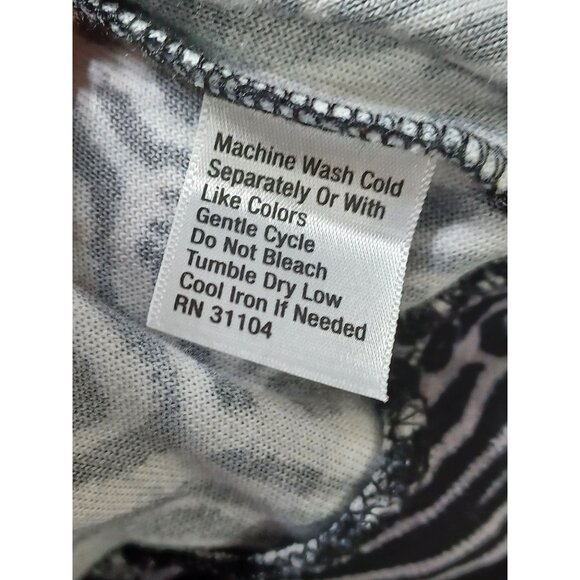 Machine Wash Cold
Separately Or With
Like Colors
Gentle Cycle
Do Not Bleach
Tumble Dry Low
Cool Iron If Needed
RN 31104